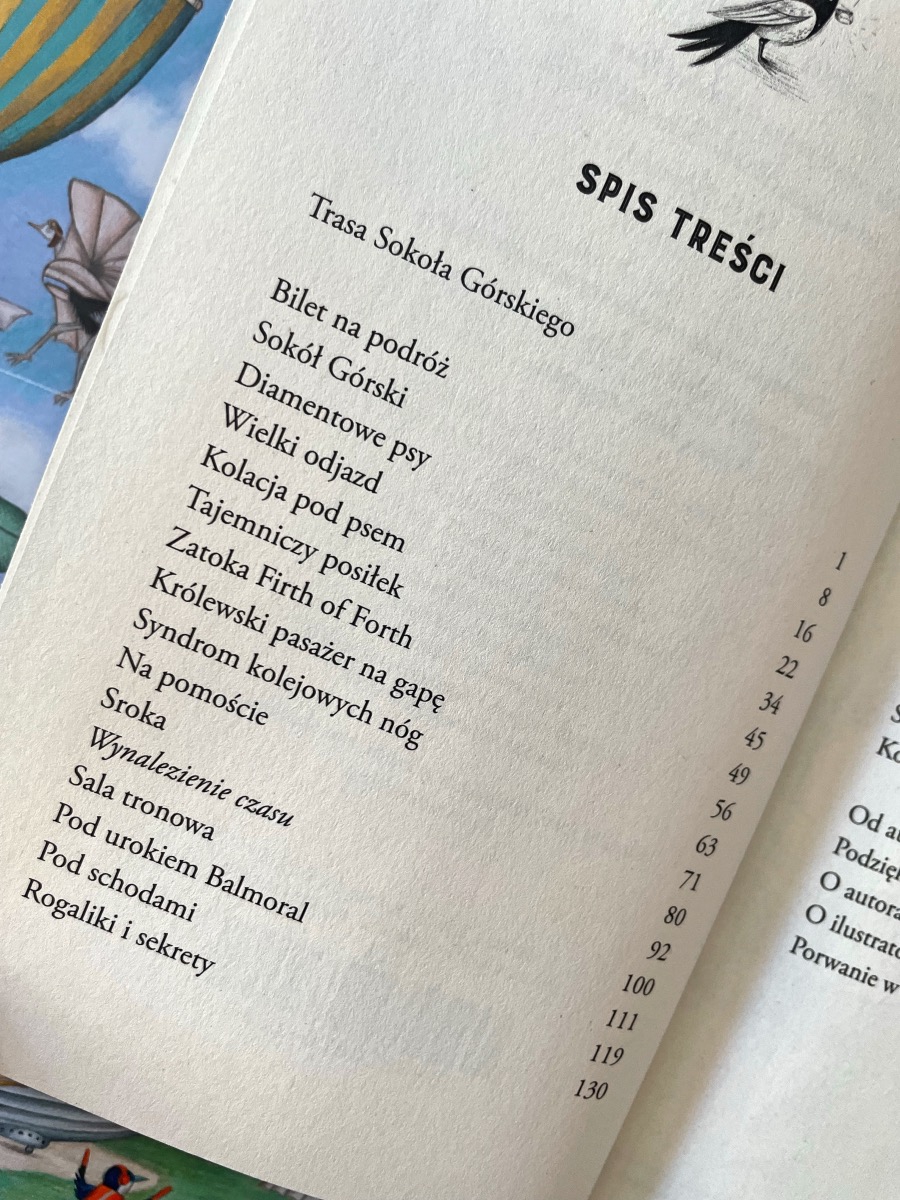 SPIS TREŚCI
Trasa Sokoła Górskiego
Bilet na podróż 1
Sokół Górski 8
Diamentowe psy 16
Wielki odjazd 22
Kolacja pod psem 34
Tajemniczy posiłek 45
Zatoka Firth of Forth 49
Królewski pasażer na gapę 56
Syndrom kolejowych nóg 63
Na pomoście 71
Sroka 80
Wynalezienie czasu 92
Sala tronowa 100
Pod urokiem Balmoral 111
Pod schodami 119
Rogaliki i sekrety 130
Od
O
O
Porwanie w